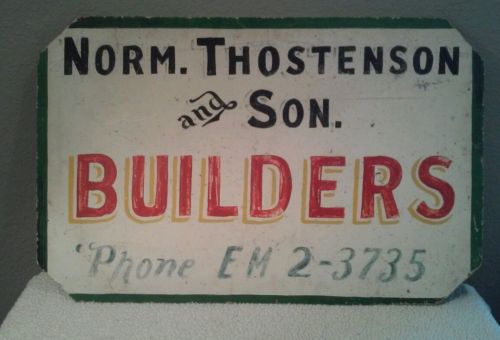 NORM. THOSTENSON
and SON.
BUILDERS
"Phone EM 2-3735